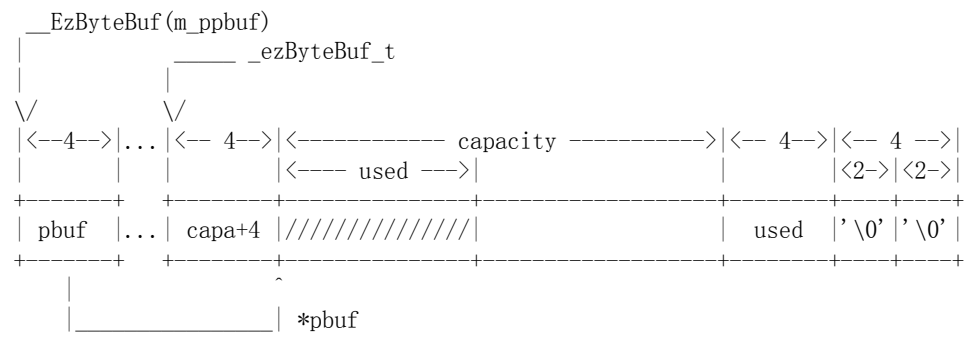 __EzByteBuf(m_ppbuf)
|                    _____ _ezByteBuf_t
|                   |
\/                  \/
|<--4-->|...|<-- 4-->|<------------ capacity ----------->|<-- 4-->|<-- 4 -->|
|       |   |        |<---- used --->|                   |        |<2->|<2->|
+-------+   +--------+---------------+-------------------+--------+----+----+
| pbuf  |...| capa+4 |///////////////|                   |  used  |'\0'|'\0'|
+-------+   +--------+---------------+-------------------+--------+----+----+
    |                ^
    |________________| *pbuf